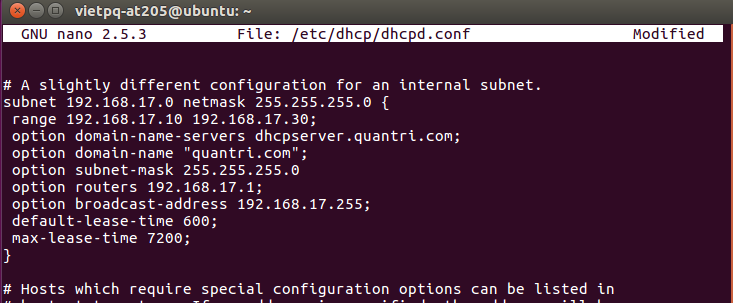 vietpq-at205@ubuntu: ~
GNU nano 2.5.3 File: /etc/dhcp/dhcpd.conf Modified
# A slightly different configuration for an internal subnet.
subnet 192.168.17.0 netmask 255.255.255.0 {
range 192.168.17.10 192.168.17.30;
option domain-name-servers dhcpserver.quantri.com;
option domain-name "quantri.com";
option subnet-mask 255.255.255.0
option routers 192.168.17.1;
option broadcast-address 192.168.17.255;
default-lease-time 600;
max-lease-time 7200;
}
# Hosts which require special configuration options can be listed in